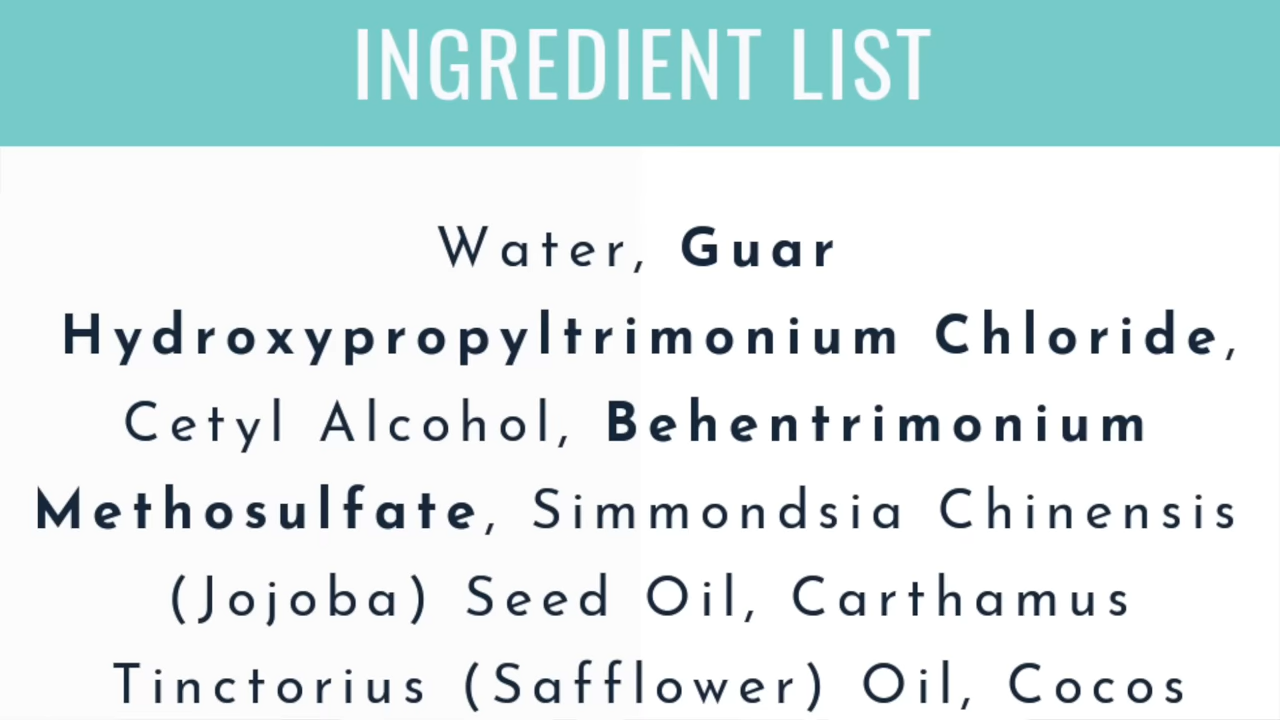 INGREDIENT LIST
Water, Guar
Hydroxypropyltrimonium Chloride,
Cetyl Alcohol, Behentrimonium
Methosulfate, Simmondsia Chinensis
(Jojoba) Seed Oil, Carthamus
Tinctorius (Safflower) Oil, Cocos